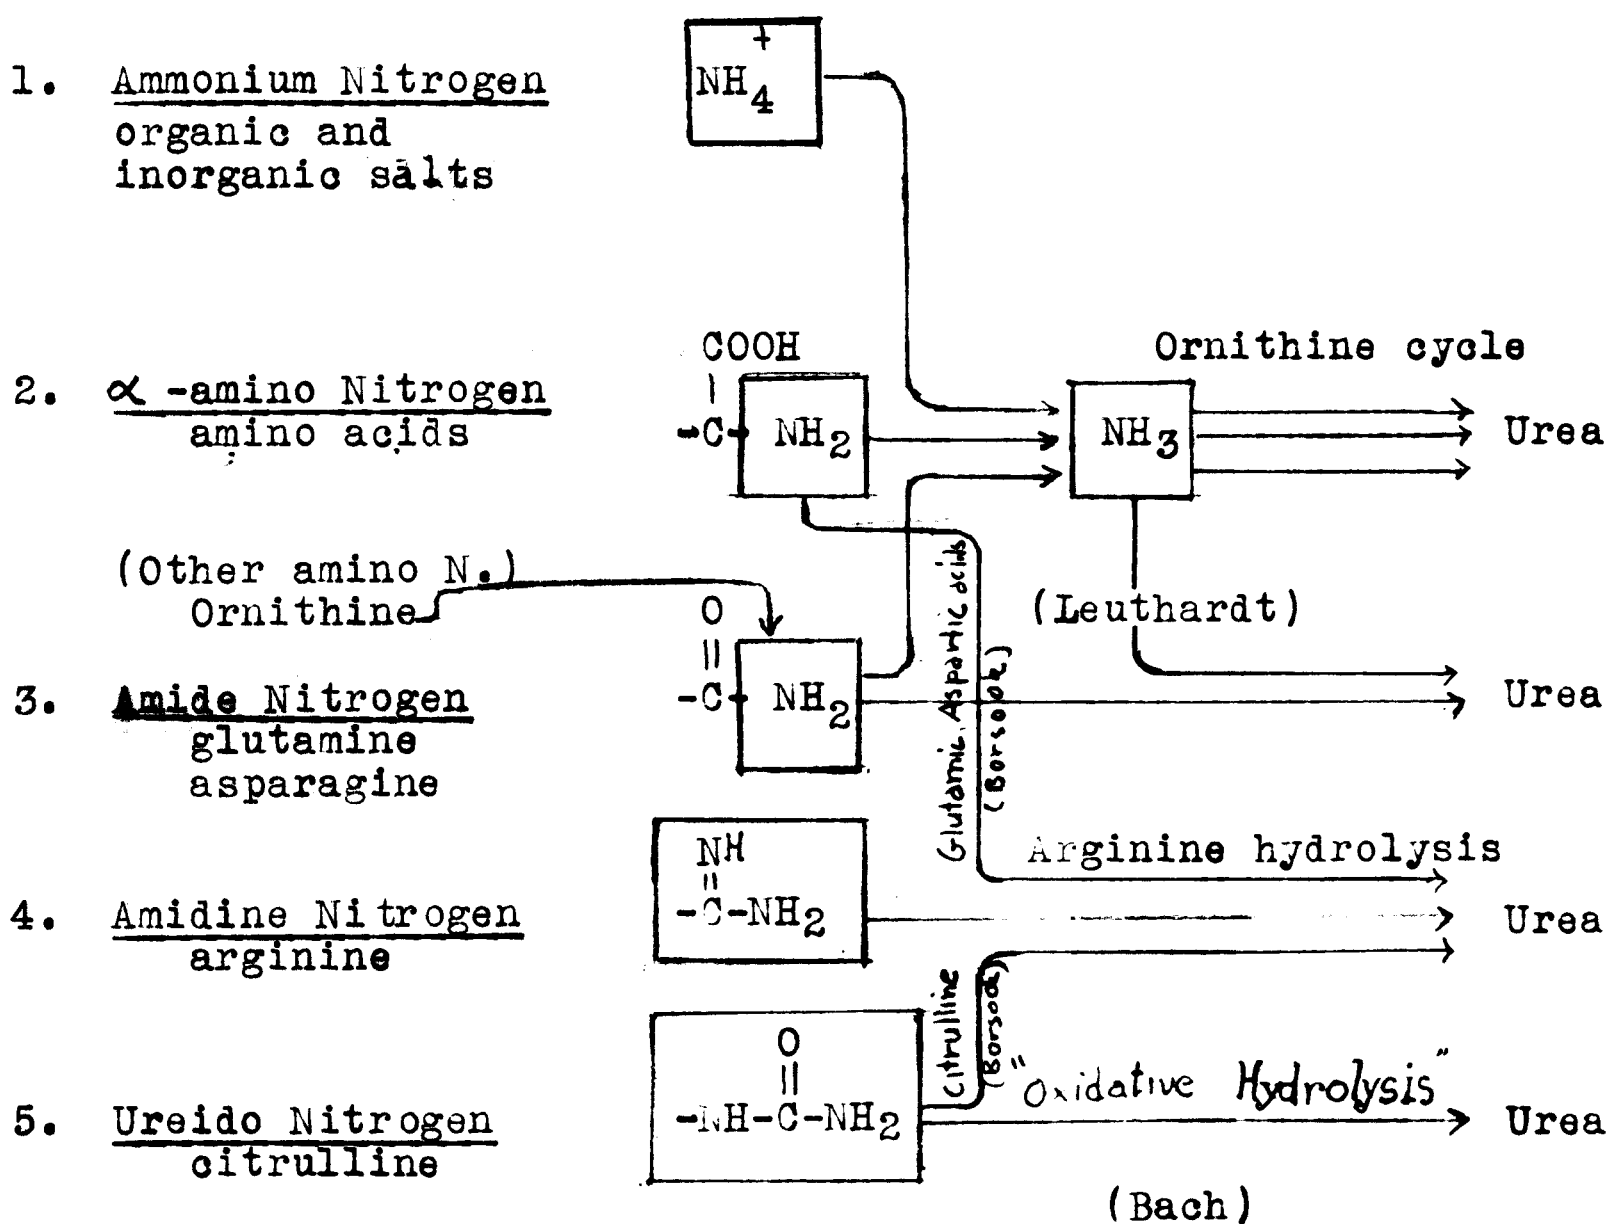 NH4+
1. Ammonium Nitrogen
organic and
inorganic salts
COOH
Ornithine cycle
2. α -amino Nitrogen
amino acids
-C-
NH2
NH3
Urea
(Other amino N.)
Ornithine
O
(Leuthardt)
3. Amide Nitrogen
glutamine
asparagine
-C-
NH2
Urea
Glutamic, Aspartic acids
(Borsook)
NH
Arginine hydrolysis
4. Amidine Nitrogen
arginine
-C-NH2
Urea
Citrulline
O
"Oxidative Hydrolysis"
5. Ureido Nitrogen
citrulline
-NH-C-NH2
Urea
(Bach)